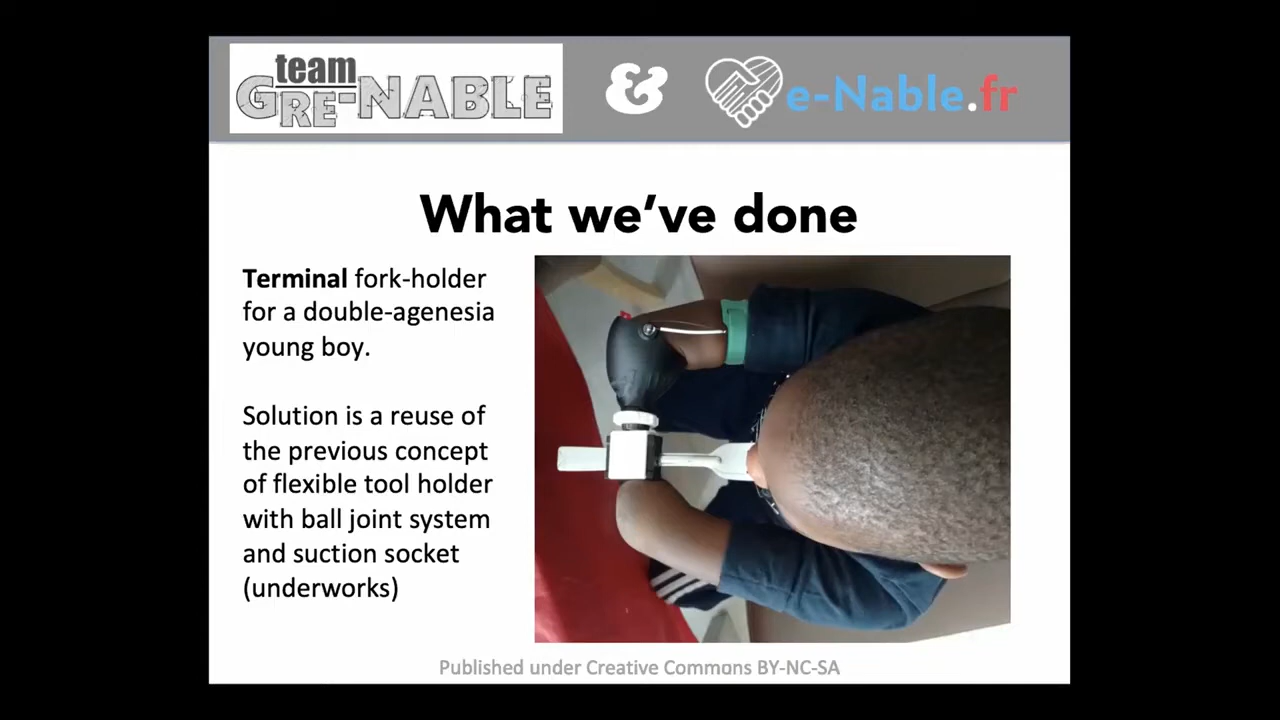 team
GRE-NABLE
&
e-Nable.fr
What we've done
Terminal fork-holder
for a double-agenesia
young boy.
Solution is a reuse of
the previous concept
of flexible tool holder
with ball joint system
and suction socket
(underworks)
Published under Creative Commons BY-NC-SA